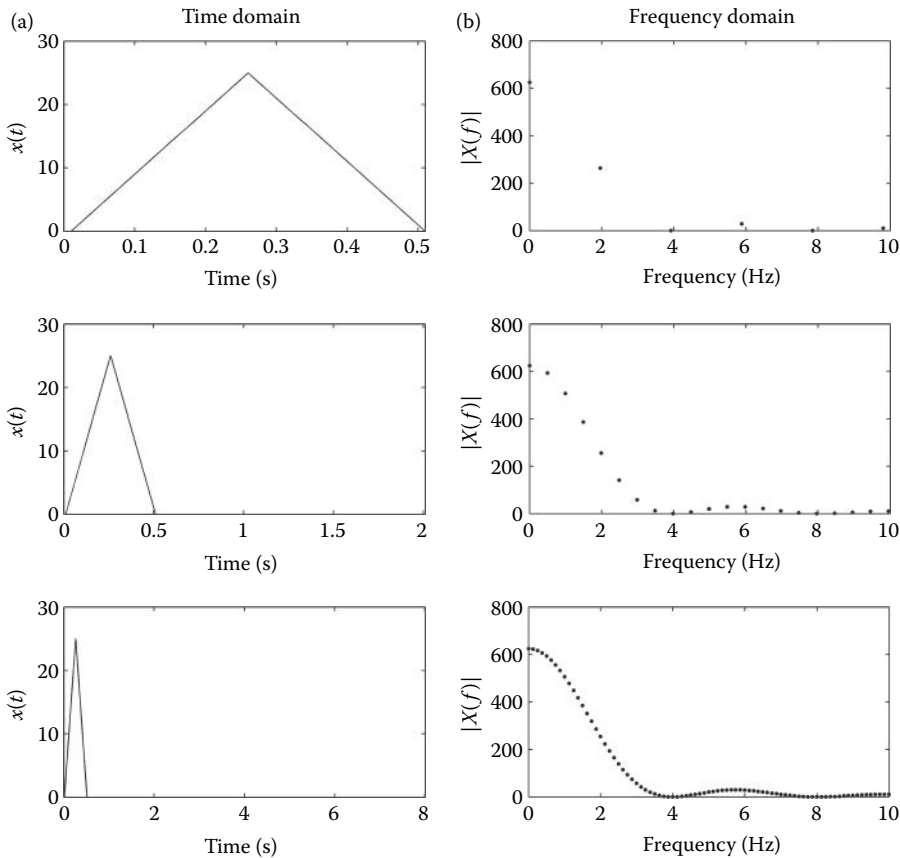 (a) Time domain
30
20
10
0
x(t)
0 0.1 0.2 0.3 0.4 0.5
Time (s)
(b) Frequency domain
800
600
400
200
0
|X(f)|
0 2 4 6 8 10
Frequency (Hz)
30
20
10
0
x(t)
0 0.5 1 1.5 2
Time (s)
800
600
400
200
0
|X(f)|
0 2 4 6 8 10
Frequency (Hz)
30
20
10
0
x(t)
0 2 4 6 8
Time (s)
800
600
400
200
0
|X(f)|
0 2 4 6 8 10
Frequency (Hz)